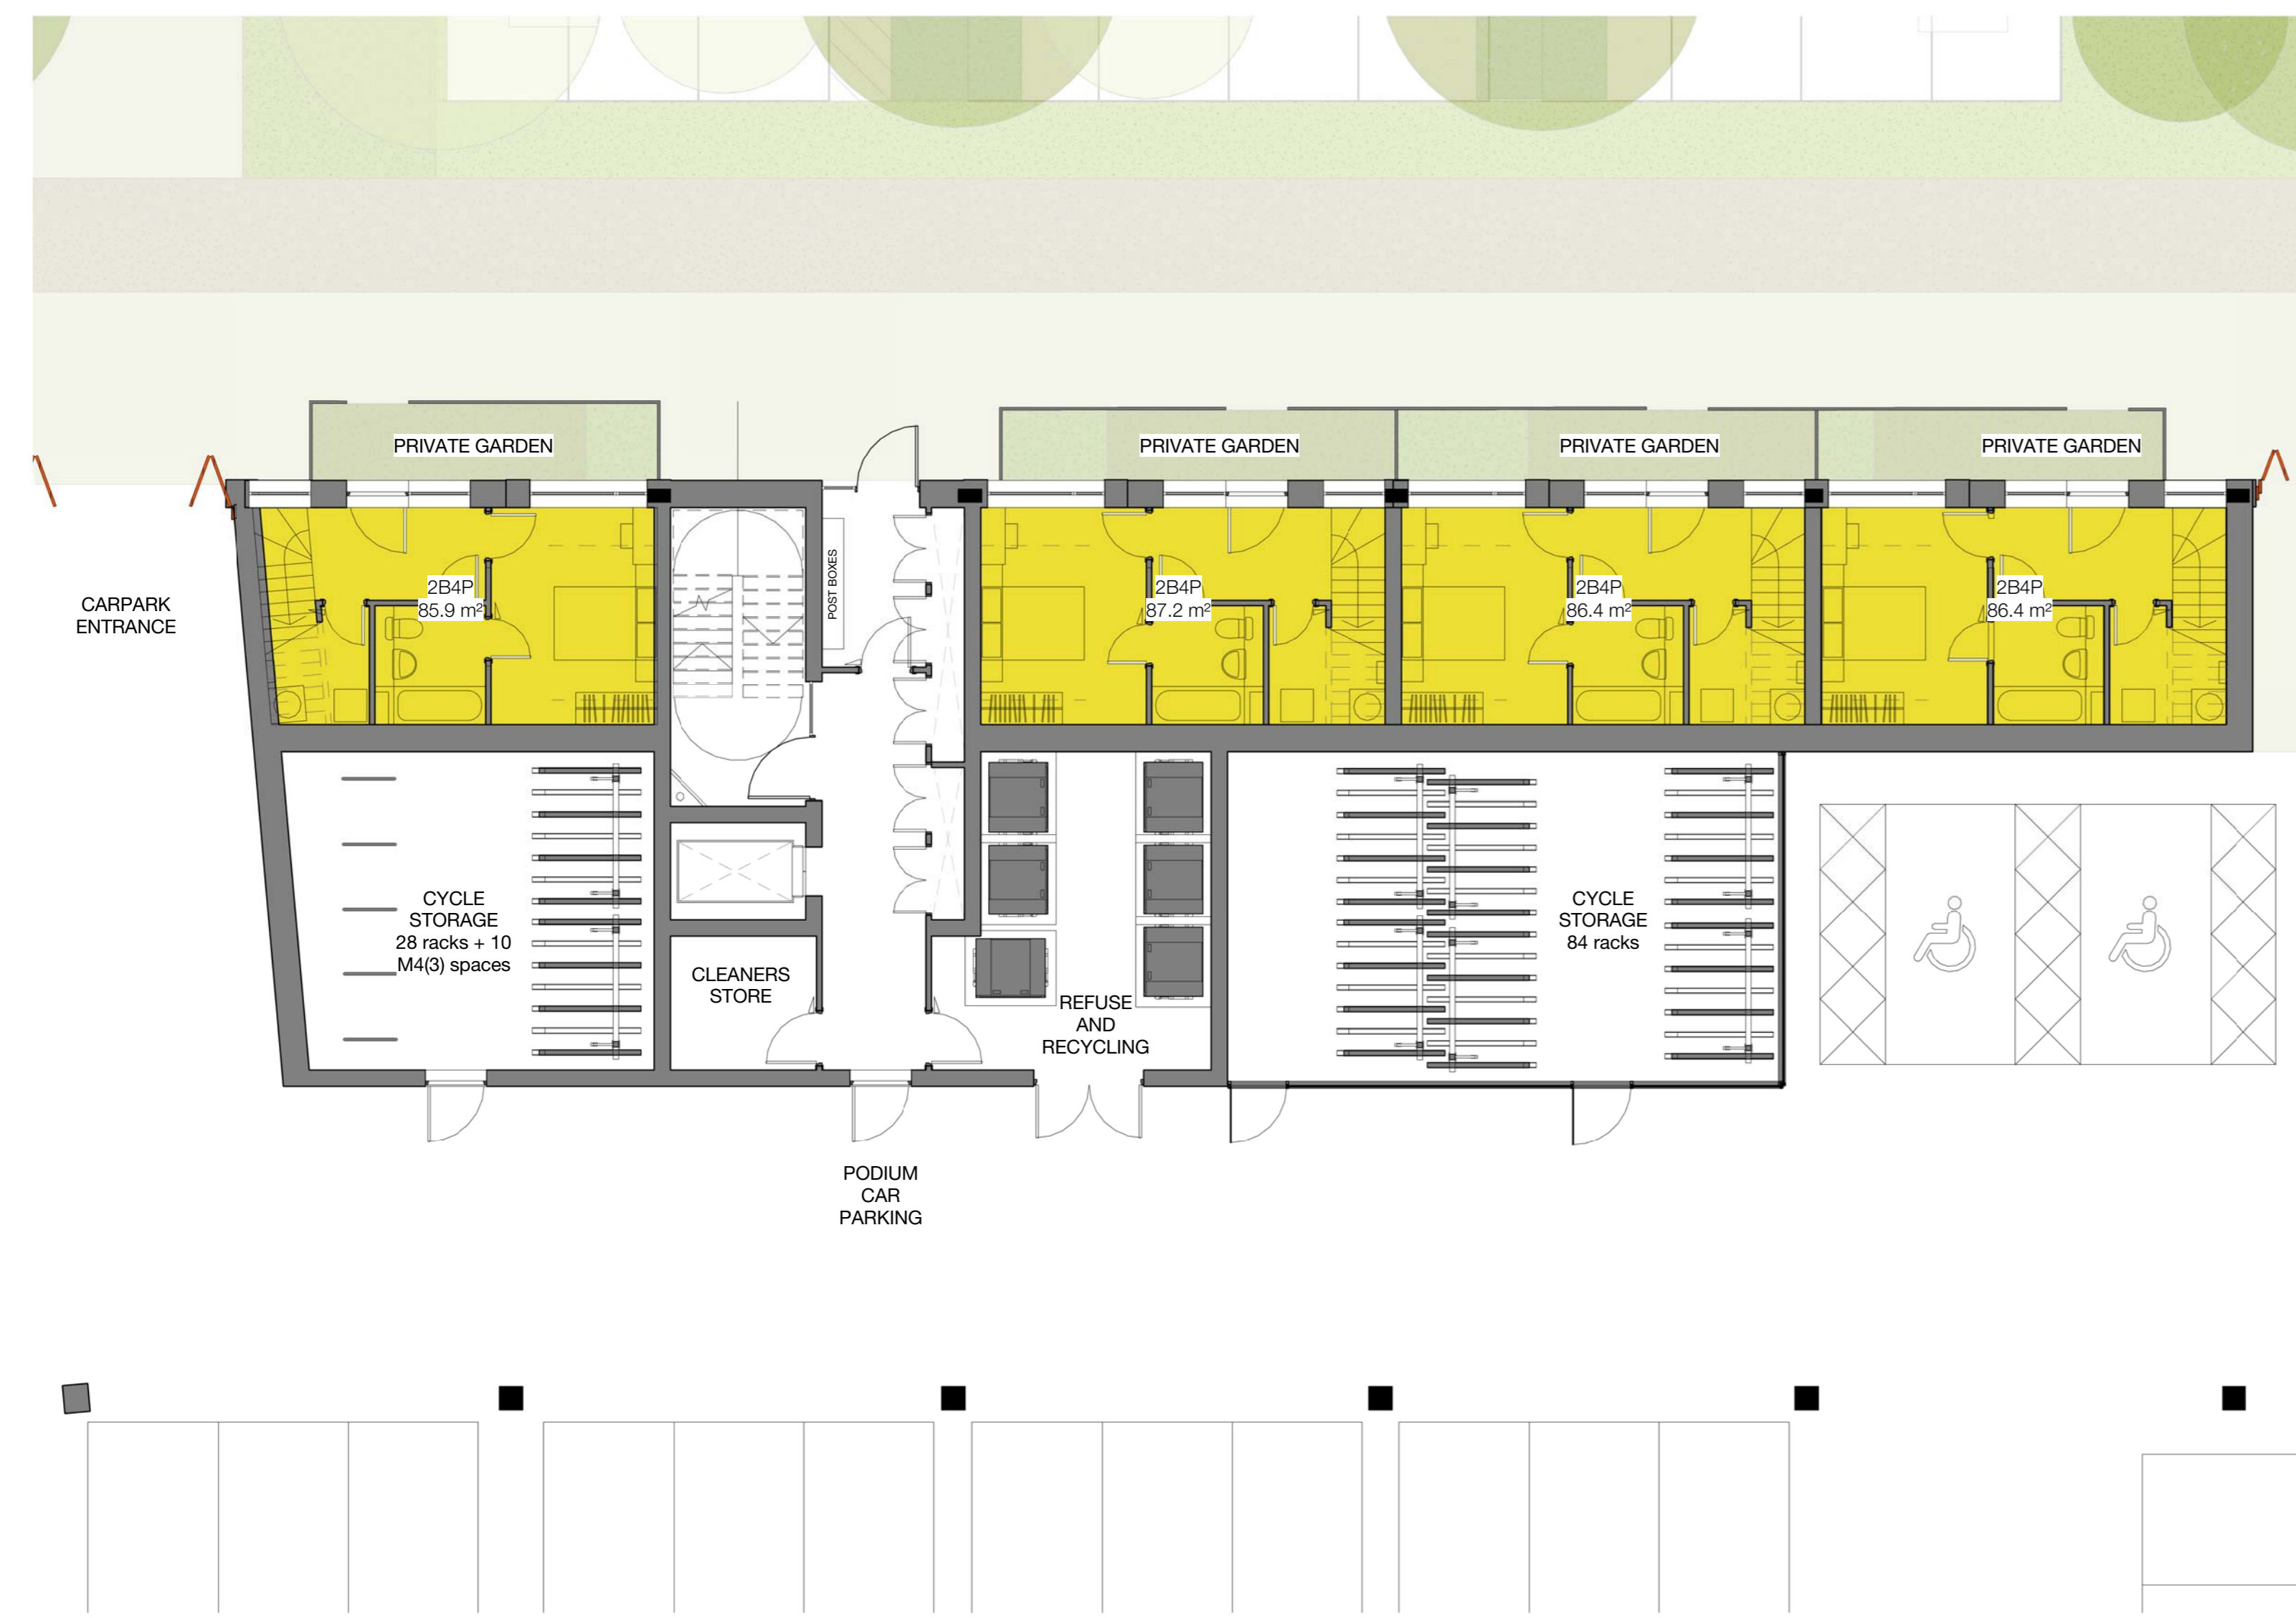 PRIVATE GARDEN
PRIVATE GARDEN
PRIVATE GARDEN
PRIVATE GARDEN
CARPARK
ENTRANCE
2B4P
85.9 m²
POST BOXES
2B4P
87.2 m²
2B4P
86.4 m²
2B4P
86.4 m²
CYCLE
STORAGE
28 racks + 10
M4(3) spaces
CLEANERS
STORE
REFUSE
AND
RECYCLING
CYCLE
STORAGE
84 racks
PODIUM
CAR
PARKING